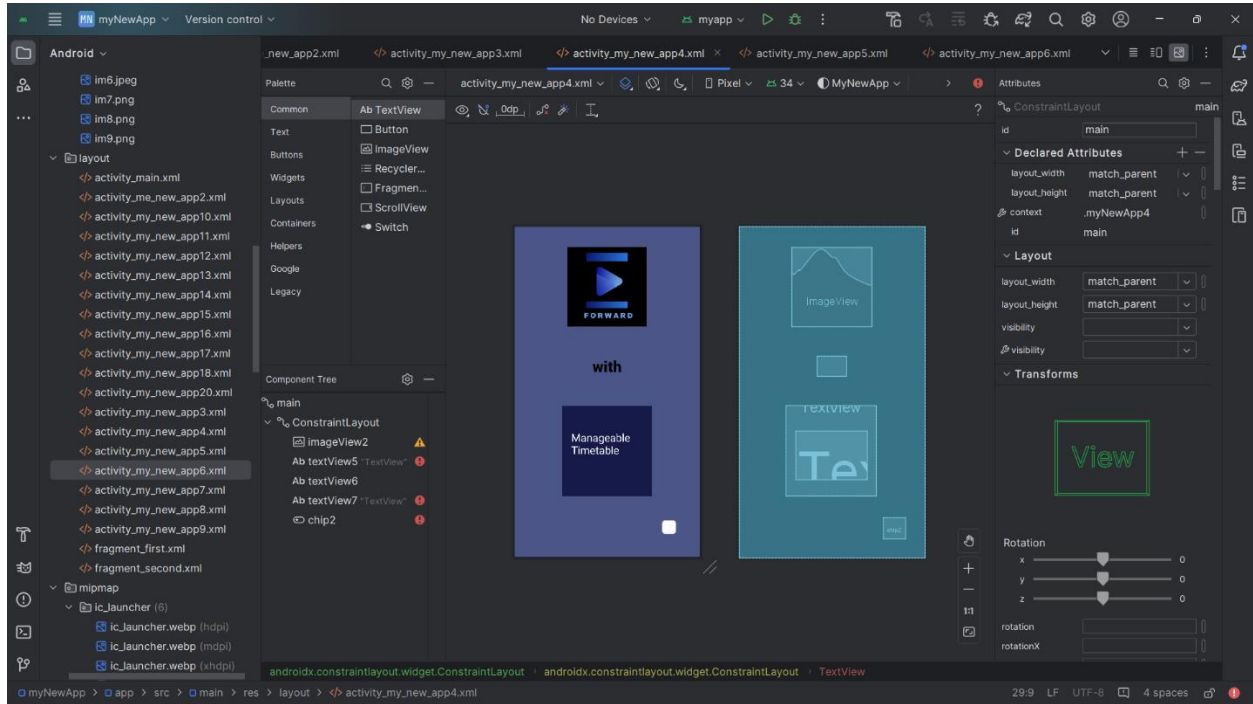 MN myNewApp Version control No Devices myapp
Android
im6.jpeg
im7.png
im8.png
im9.png
layout
activity_main.xml
activity_me_new_app2.xml
activity_my_new_app10.xml
activity_my_new_app11.xml
activity_my_new_app12.xml
activity_my_new_app13.xml
activity_my_new_app14.xml
activity_my_new_app15.xml
activity_my_new_app16.xml
activity_my_new_app17.xml
activity_my_new_app18.xml
activity_my_new_app20.xml
activity_my_new_app3.xml
activity_my_new_app4.xml
activity_my_new_app5.xml
activity_my_new_app6.xml
activity_my_new_app7.xml
activity_my_new_app8.xml
activity_my_new_app9.xml
fragment_first.xml
fragment_second.xml
mipmap
ic_launcher (6)
ic_launcher.webp (hdpi)
ic_launcher.webp (mdpi)
ic_launcher.webp (xhdpi)
_new_app2.xml activity_my_new_app3.xml activity_my_new_app4.xml activity_my_new_app5.xml activity_my_new_app6.xml
Palette
Common
Text
Buttons
Widgets
Layouts
Containers
Helpers
Google
Legacy
Ab TextView
Button
ImageView
Recycler...
Fragmen...
ScrollView
Switch
Component Tree
main
ConstraintLayout
imageView2
Ab textView5 "TextView"
Ab textView6
Ab textView7 "TextView"
chip2
activity_my_new_app4.xml Pixel 34 MyNewApp
0dp
FORWARD
with
Manageable
Timetable
ImageView
TextView
Te
chip2
1:1
Attributes
ConstraintLayout main
id main
Declared Attributes
layout_width match_parent
layout_height match_parent
context .myNewApp4
id main
Layout
layout_width match_parent
layout_height match_parent
visibility
visibility
Transforms
View
Rotation
x 0
y 0
z 0
rotation
rotationX
androidx.constraintlayout.widget.ConstraintLayout › androidx.constraintlayout.widget.ConstraintLayout › TextView
myNewApp > app > src > main > res > layout > activity_my_new_app4.xml 29:9 LF UTF-8 4 spaces